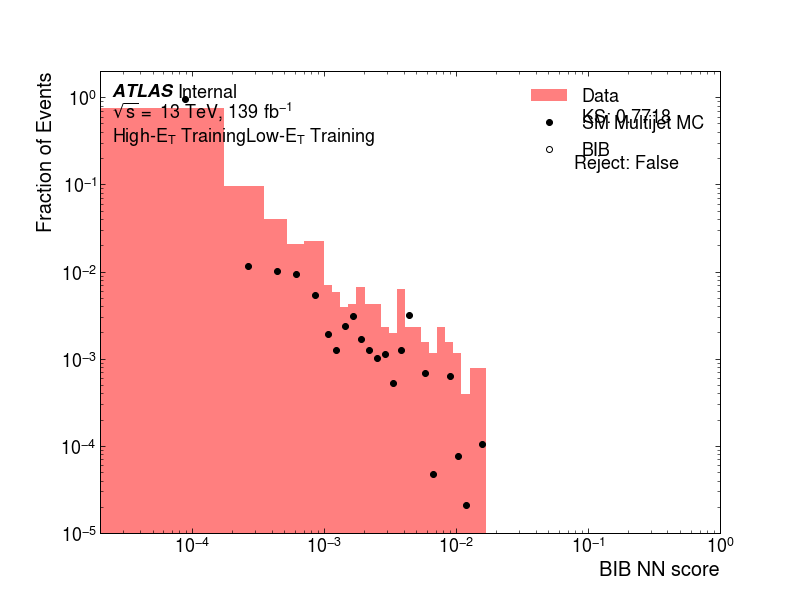 ATLAS Internal
√s = 13 TeV, 139 fb⁻¹
High-E_T TrainingLow-E_T Training
Data
KS: 0.7718
SM Multijet MC
BIB
Reject: False
Fraction of Events
10⁰
10⁻¹
10⁻²
10⁻³
10⁻⁴
10⁻⁵
10⁻⁴
10⁻³
10⁻²
10⁻¹
10⁰
BIB NN score